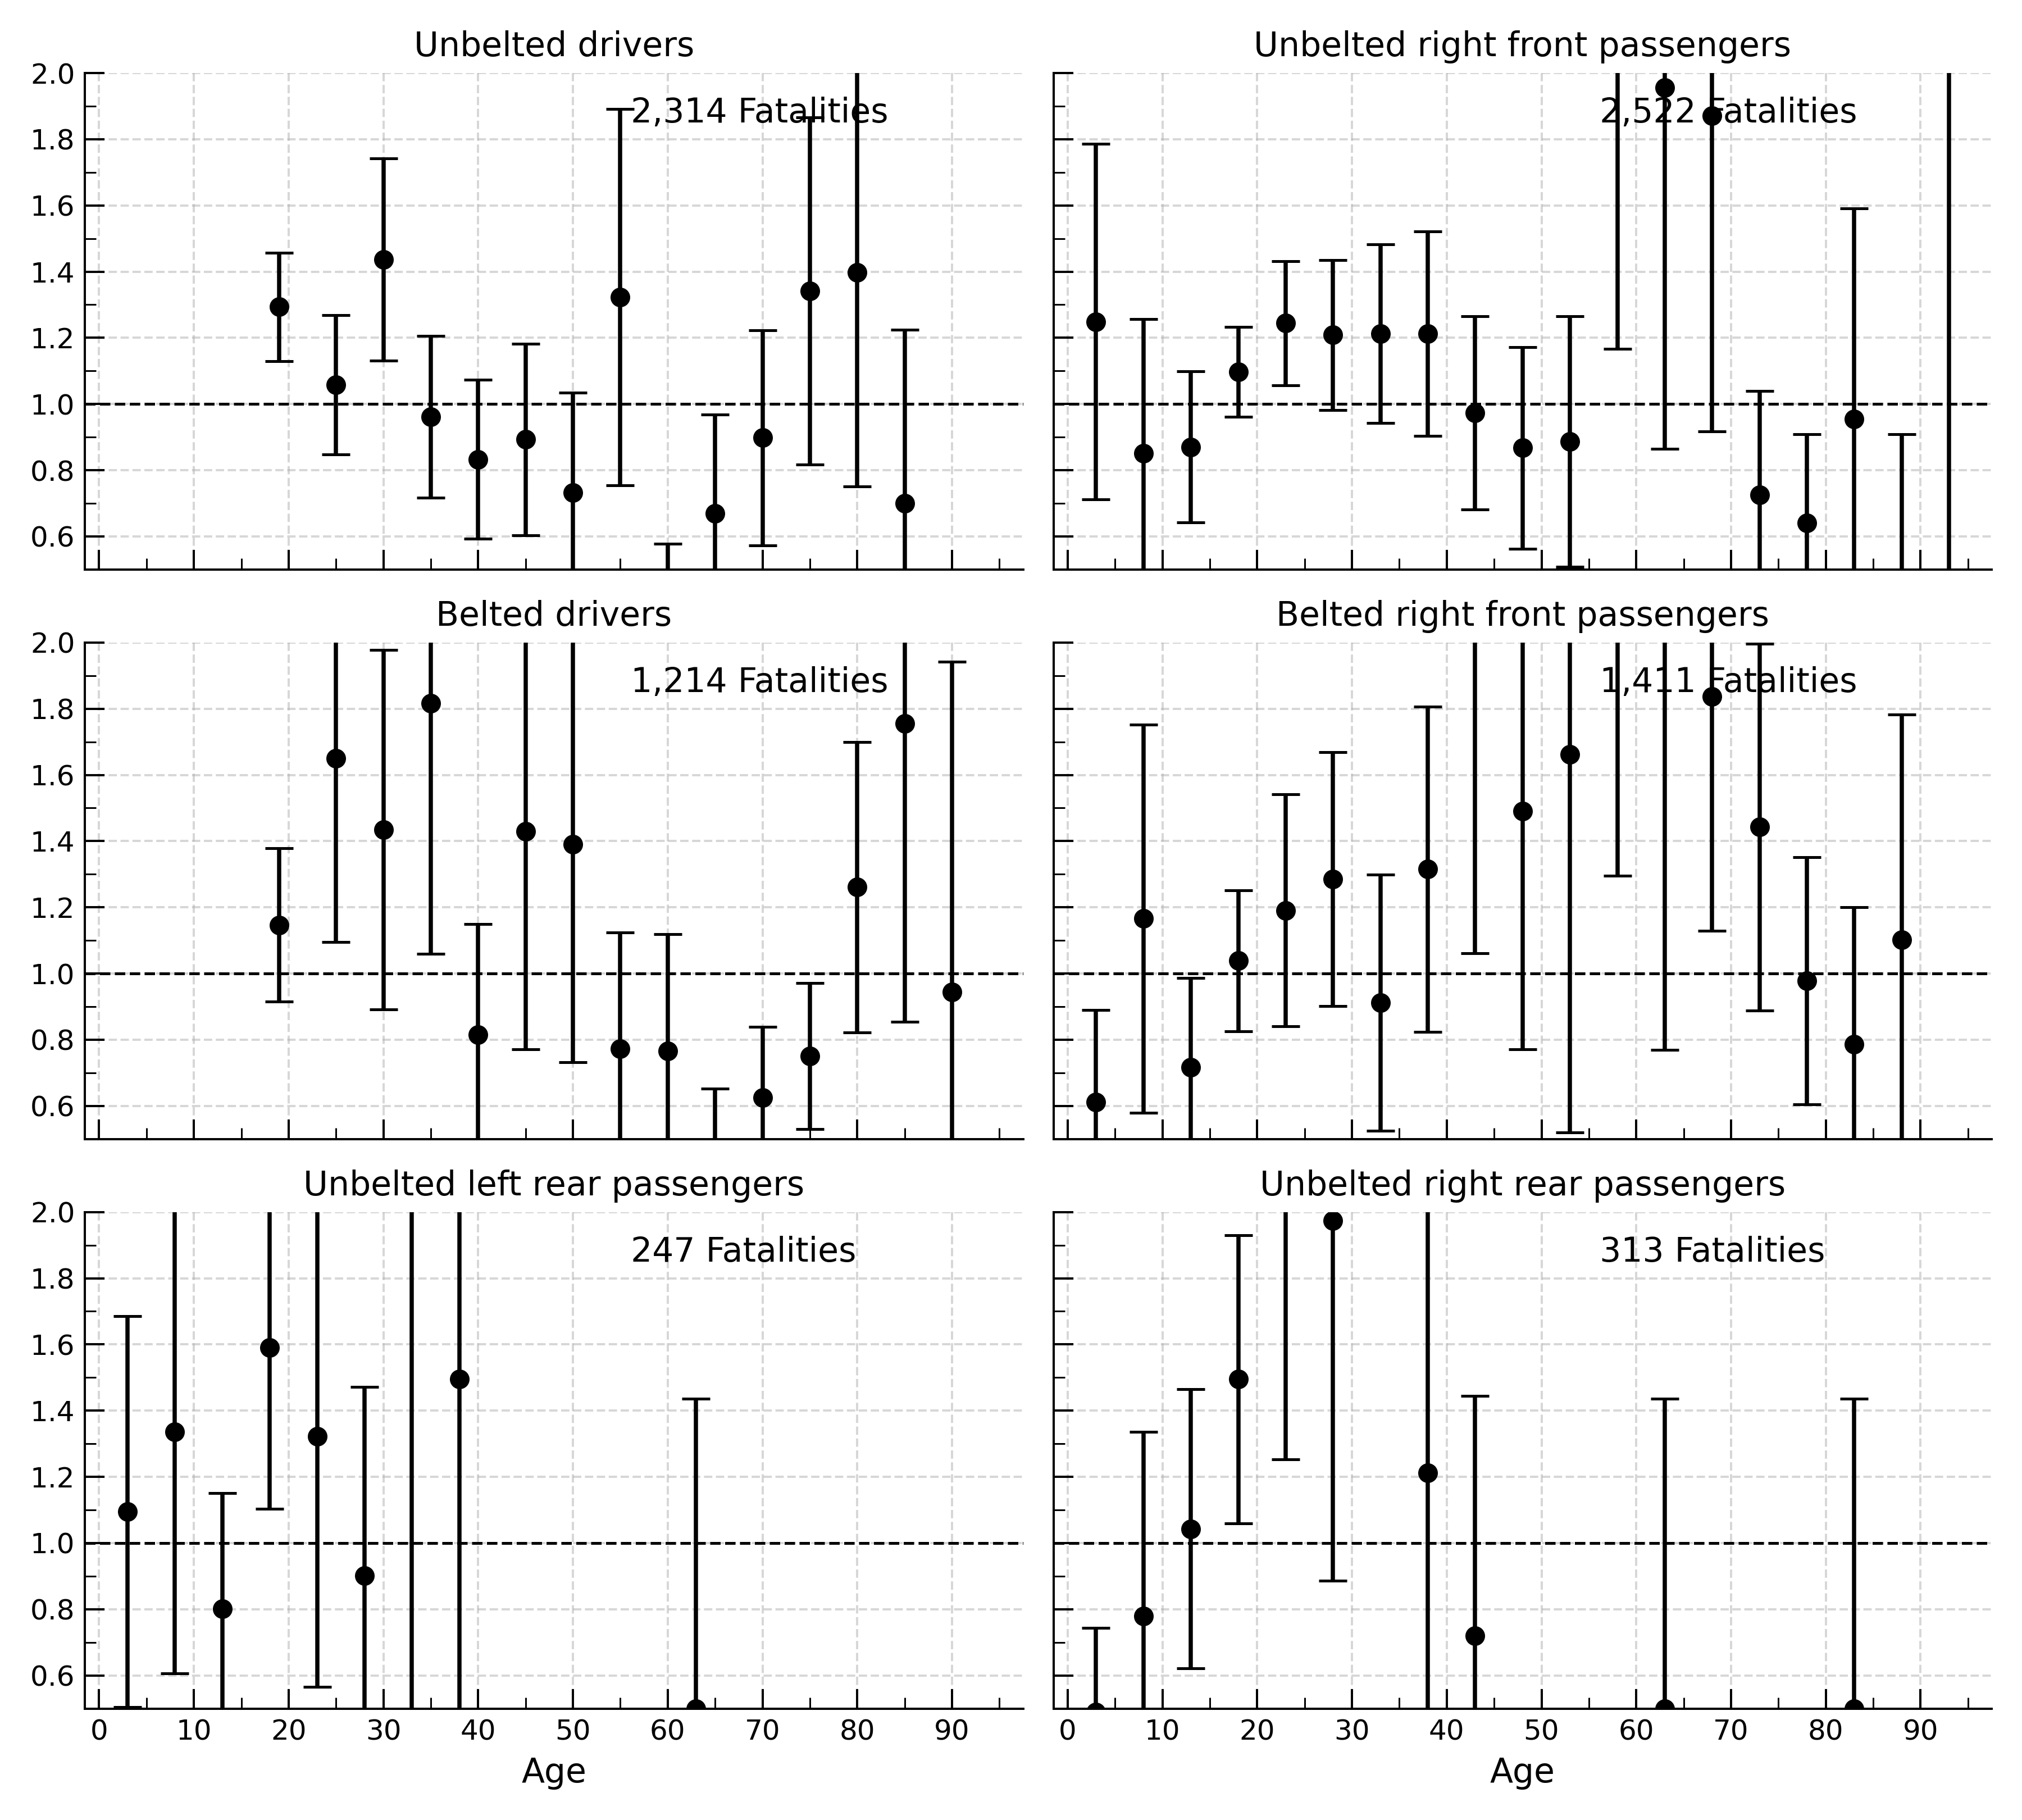 Unbelted drivers
2,314 Fatalities
2.0
1.8
1.6
1.4
1.2
1.0
0.8
0.6
Unbelted right front passengers
2,522 Fatalities
Belted drivers
1,214 Fatalities
2.0
1.8
1.6
1.4
1.2
1.0
0.8
0.6
Belted right front passengers
1,411 Fatalities
Unbelted left rear passengers
247 Fatalities
2.0
1.8
1.6
1.4
1.2
1.0
0.8
0.6
0 10 20 30 40 50 60 70 80 90
Age
Unbelted right rear passengers
313 Fatalities
0 10 20 30 40 50 60 70 80 90
Age